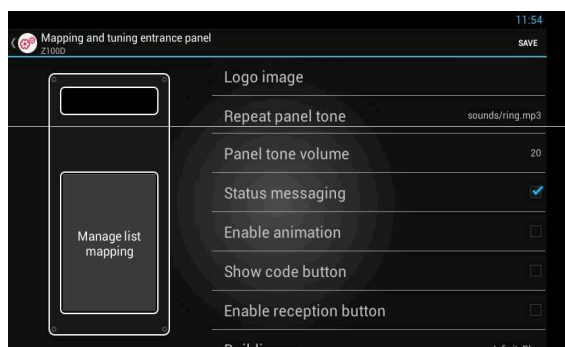 11:54
Mapping and tuning entrance panel
Z100D
SAVE
Logo image
Repeat panel tone
sounds/ring.mp3
Panel tone volume
20
Status messaging
Manage list
mapping
Enable animation
Show code button
Enable reception button